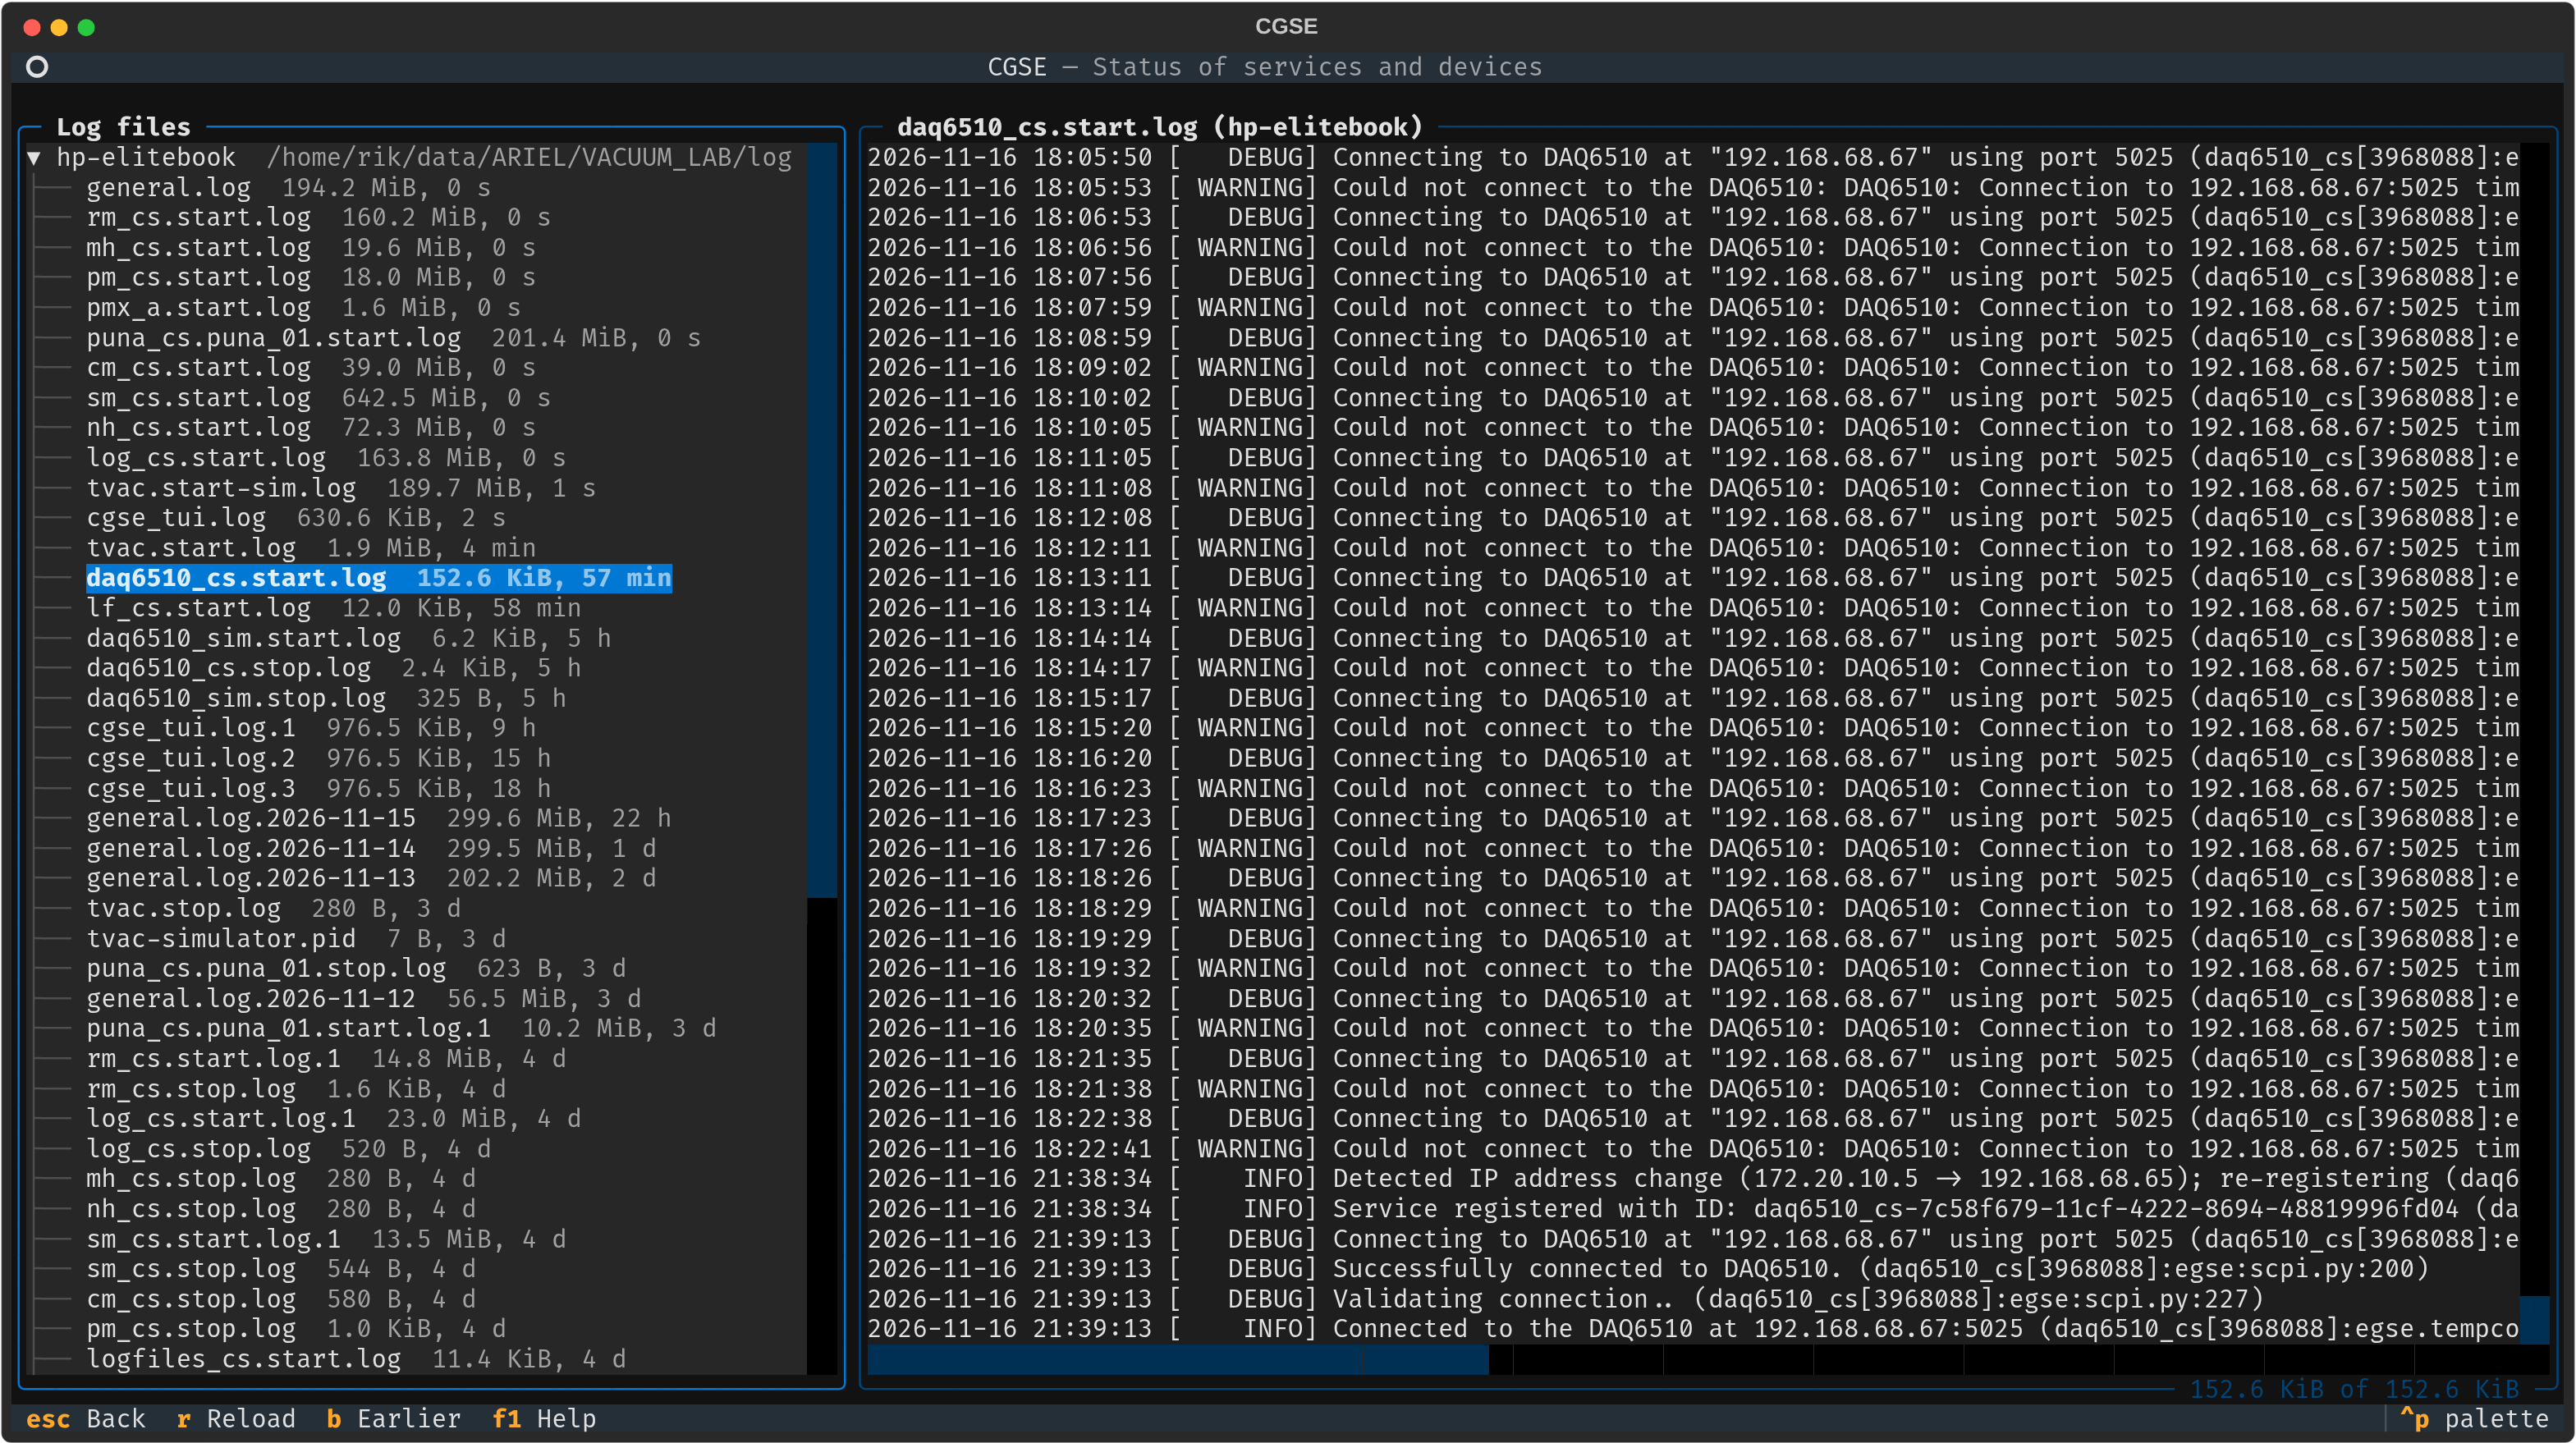 CGSE
CGSE — Status of services and devices
Log files
▼ hp-elitebook  /home/rik/data/ARIEL/VACUUM_LAB/log
general.log  194.2 MiB, 0 s
rm_cs.start.log  160.2 MiB, 0 s
mh_cs.start.log  19.6 MiB, 0 s
pm_cs.start.log  18.0 MiB, 0 s
pmx_a.start.log  1.6 MiB, 0 s
puna_cs.puna_01.start.log  201.4 MiB, 0 s
cm_cs.start.log  39.0 MiB, 0 s
sm_cs.start.log  642.5 MiB, 0 s
nh_cs.start.log  72.3 MiB, 0 s
log_cs.start.log  163.8 MiB, 0 s
tvac.start-sim.log  189.7 MiB, 1 s
cgse_tui.log  630.6 KiB, 2 s
tvac.start.log  1.9 MiB, 4 min
daq6510_cs.start.log  152.6 KiB, 57 min
lf_cs.start.log  12.0 KiB, 58 min
daq6510_sim.start.log  6.2 KiB, 5 h
daq6510_cs.stop.log  2.4 KiB, 5 h
daq6510_sim.stop.log  325 B, 5 h
cgse_tui.log.1  976.5 KiB, 9 h
cgse_tui.log.2  976.5 KiB, 15 h
cgse_tui.log.3  976.5 KiB, 18 h
general.log.2026-11-15  299.6 MiB, 22 h
general.log.2026-11-14  299.5 MiB, 1 d
general.log.2026-11-13  202.2 MiB, 2 d
tvac.stop.log  280 B, 3 d
tvac-simulator.pid  7 B, 3 d
puna_cs.puna_01.stop.log  623 B, 3 d
general.log.2026-11-12  56.5 MiB, 3 d
puna_cs.puna_01.start.log.1  10.2 MiB, 3 d
rm_cs.start.log.1  14.8 MiB, 4 d
rm_cs.stop.log  1.6 KiB, 4 d
log_cs.start.log.1  23.0 MiB, 4 d
log_cs.stop.log  520 B, 4 d
mh_cs.stop.log  280 B, 4 d
nh_cs.stop.log  280 B, 4 d
sm_cs.start.log.1  13.5 MiB, 4 d
sm_cs.stop.log  544 B, 4 d
cm_cs.stop.log  580 B, 4 d
pm_cs.stop.log  1.0 KiB, 4 d
logfiles_cs.start.log  11.4 KiB, 4 d
daq6510_cs.start.log (hp-elitebook)
2026-11-16 18:05:50 [   DEBUG] Connecting to DAQ6510 at "192.168.68.67" using port 5025 (daq6510_cs[3968088]:e
2026-11-16 18:05:53 [ WARNING] Could not connect to the DAQ6510: DAQ6510: Connection to 192.168.68.67:5025 tim
2026-11-16 18:06:53 [   DEBUG] Connecting to DAQ6510 at "192.168.68.67" using port 5025 (daq6510_cs[3968088]:e
2026-11-16 18:06:56 [ WARNING] Could not connect to the DAQ6510: DAQ6510: Connection to 192.168.68.67:5025 tim
2026-11-16 18:07:56 [   DEBUG] Connecting to DAQ6510 at "192.168.68.67" using port 5025 (daq6510_cs[3968088]:e
2026-11-16 18:07:59 [ WARNING] Could not connect to the DAQ6510: DAQ6510: Connection to 192.168.68.67:5025 tim
2026-11-16 18:08:59 [   DEBUG] Connecting to DAQ6510 at "192.168.68.67" using port 5025 (daq6510_cs[3968088]:e
2026-11-16 18:09:02 [ WARNING] Could not connect to the DAQ6510: DAQ6510: Connection to 192.168.68.67:5025 tim
2026-11-16 18:10:02 [   DEBUG] Connecting to DAQ6510 at "192.168.68.67" using port 5025 (daq6510_cs[3968088]:e
2026-11-16 18:10:05 [ WARNING] Could not connect to the DAQ6510: DAQ6510: Connection to 192.168.68.67:5025 tim
2026-11-16 18:11:05 [   DEBUG] Connecting to DAQ6510 at "192.168.68.67" using port 5025 (daq6510_cs[3968088]:e
2026-11-16 18:11:08 [ WARNING] Could not connect to the DAQ6510: DAQ6510: Connection to 192.168.68.67:5025 tim
2026-11-16 18:12:08 [   DEBUG] Connecting to DAQ6510 at "192.168.68.67" using port 5025 (daq6510_cs[3968088]:e
2026-11-16 18:12:11 [ WARNING] Could not connect to the DAQ6510: DAQ6510: Connection to 192.168.68.67:5025 tim
2026-11-16 18:13:11 [   DEBUG] Connecting to DAQ6510 at "192.168.68.67" using port 5025 (daq6510_cs[3968088]:e
2026-11-16 18:13:14 [ WARNING] Could not connect to the DAQ6510: DAQ6510: Connection to 192.168.68.67:5025 tim
2026-11-16 18:14:14 [   DEBUG] Connecting to DAQ6510 at "192.168.68.67" using port 5025 (daq6510_cs[3968088]:e
2026-11-16 18:14:17 [ WARNING] Could not connect to the DAQ6510: DAQ6510: Connection to 192.168.68.67:5025 tim
2026-11-16 18:15:17 [   DEBUG] Connecting to DAQ6510 at "192.168.68.67" using port 5025 (daq6510_cs[3968088]:e
2026-11-16 18:15:20 [ WARNING] Could not connect to the DAQ6510: DAQ6510: Connection to 192.168.68.67:5025 tim
2026-11-16 18:16:20 [   DEBUG] Connecting to DAQ6510 at "192.168.68.67" using port 5025 (daq6510_cs[3968088]:e
2026-11-16 18:16:23 [ WARNING] Could not connect to the DAQ6510: DAQ6510: Connection to 192.168.68.67:5025 tim
2026-11-16 18:17:23 [   DEBUG] Connecting to DAQ6510 at "192.168.68.67" using port 5025 (daq6510_cs[3968088]:e
2026-11-16 18:17:26 [ WARNING] Could not connect to the DAQ6510: DAQ6510: Connection to 192.168.68.67:5025 tim
2026-11-16 18:18:26 [   DEBUG] Connecting to DAQ6510 at "192.168.68.67" using port 5025 (daq6510_cs[3968088]:e
2026-11-16 18:18:29 [ WARNING] Could not connect to the DAQ6510: DAQ6510: Connection to 192.168.68.67:5025 tim
2026-11-16 18:19:29 [   DEBUG] Connecting to DAQ6510 at "192.168.68.67" using port 5025 (daq6510_cs[3968088]:e
2026-11-16 18:19:32 [ WARNING] Could not connect to the DAQ6510: DAQ6510: Connection to 192.168.68.67:5025 tim
2026-11-16 18:20:32 [   DEBUG] Connecting to DAQ6510 at "192.168.68.67" using port 5025 (daq6510_cs[3968088]:e
2026-11-16 18:20:35 [ WARNING] Could not connect to the DAQ6510: DAQ6510: Connection to 192.168.68.67:5025 tim
2026-11-16 18:21:35 [   DEBUG] Connecting to DAQ6510 at "192.168.68.67" using port 5025 (daq6510_cs[3968088]:e
2026-11-16 18:21:38 [ WARNING] Could not connect to the DAQ6510: DAQ6510: Connection to 192.168.68.67:5025 tim
2026-11-16 18:22:38 [   DEBUG] Connecting to DAQ6510 at "192.168.68.67" using port 5025 (daq6510_cs[3968088]:e
2026-11-16 18:22:41 [ WARNING] Could not connect to the DAQ6510: DAQ6510: Connection to 192.168.68.67:5025 tim
2026-11-16 21:38:34 [    INFO] Detected IP address change (172.20.10.5 -> 192.168.68.65); re-registering (daq6
2026-11-16 21:38:34 [    INFO] Service registered with ID: daq6510_cs-7c58f679-11cf-4222-8694-48819996fd04 (da
2026-11-16 21:39:13 [   DEBUG] Connecting to DAQ6510 at "192.168.68.67" using port 5025 (daq6510_cs[3968088]:e
2026-11-16 21:39:13 [   DEBUG] Successfully connected to DAQ6510. (daq6510_cs[3968088]:egse:scpi.py:200)
2026-11-16 21:39:13 [   DEBUG] Validating connection.. (daq6510_cs[3968088]:egse:scpi.py:227)
2026-11-16 21:39:13 [    INFO] Connected to the DAQ6510 at 192.168.68.67:5025 (daq6510_cs[3968088]:egse.tempco
152.6 KiB of 152.6 KiB
esc Back  r Reload  b Earlier  f1 Help
^p palette